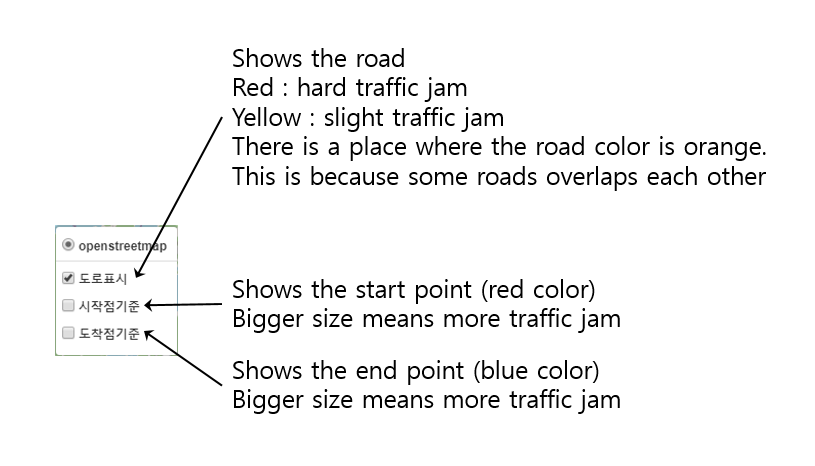 Shows the road
Red : hard traffic jam
Yellow : slight traffic jam
There is a place where the road color is orange.
This is because some roads overlaps each other
openstreetmap
도로표시
시작점기준
도착점기준
Shows the start point (red color)
Bigger size means more traffic jam
Shows the end point (blue color)
Bigger size means more traffic jam